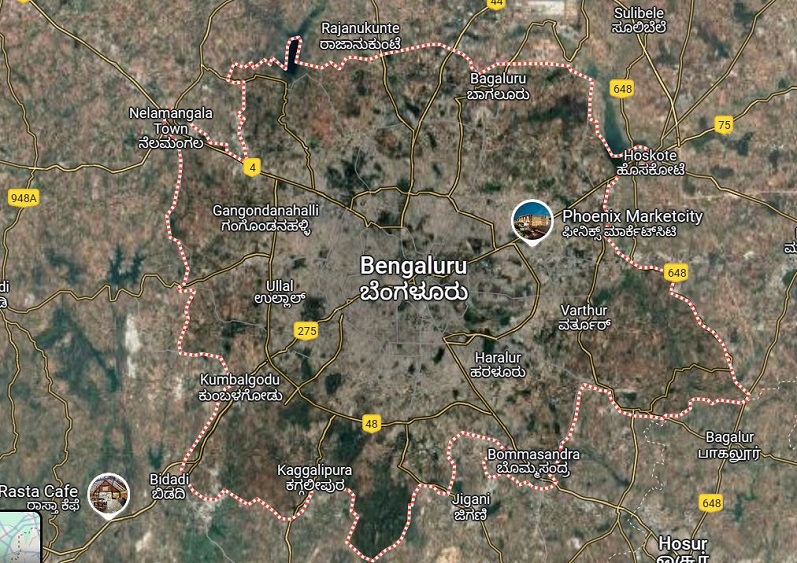 44
Sulibele
ಸೂಲಿಬೆಲೆ
Rajanukunte
ರಾಜಾನುಕುಂಟೆ
Bagaluru
ಬಾಗಲೂರು
648
Nelamangala
Town
ನೆಲಮಂಗಲ
75
Hoskote
ಹೊಸಕೋಟೆ
4
948A
Gangondanahalli
ಗಂಗೊಂಡನಹಳ್ಳಿ
Phoenix Marketcity
ಫೀನಿಕ್ಸ್ ಮಾರ್ಕೆಟ್‌ಸಿಟಿ
Bengaluru
ಬೆಂಗಳೂರು
648
Ullal
ಉಲ್ಲಾಲ್
275
Varthur
ವರ್ತೂರ್
Haralur
ಹರಳೂರು
Kumbalgodu
ಕುಂಬಳಗೋಡು
48
Bagalur
பாகலூர்
Bommasandra
ಬೊಮ್ಮಸಂದ್ರ
Kaggalipura
ಕಗ್ಗಲೀಪುರ
Bidadi
ಬಿಡದಿ
Rasta Cafe
ರಾಸ್ತಾ ಕೆಫೆ
Jigani
ಜಿಗಣಿ
648
Hosur
ஓசூர்